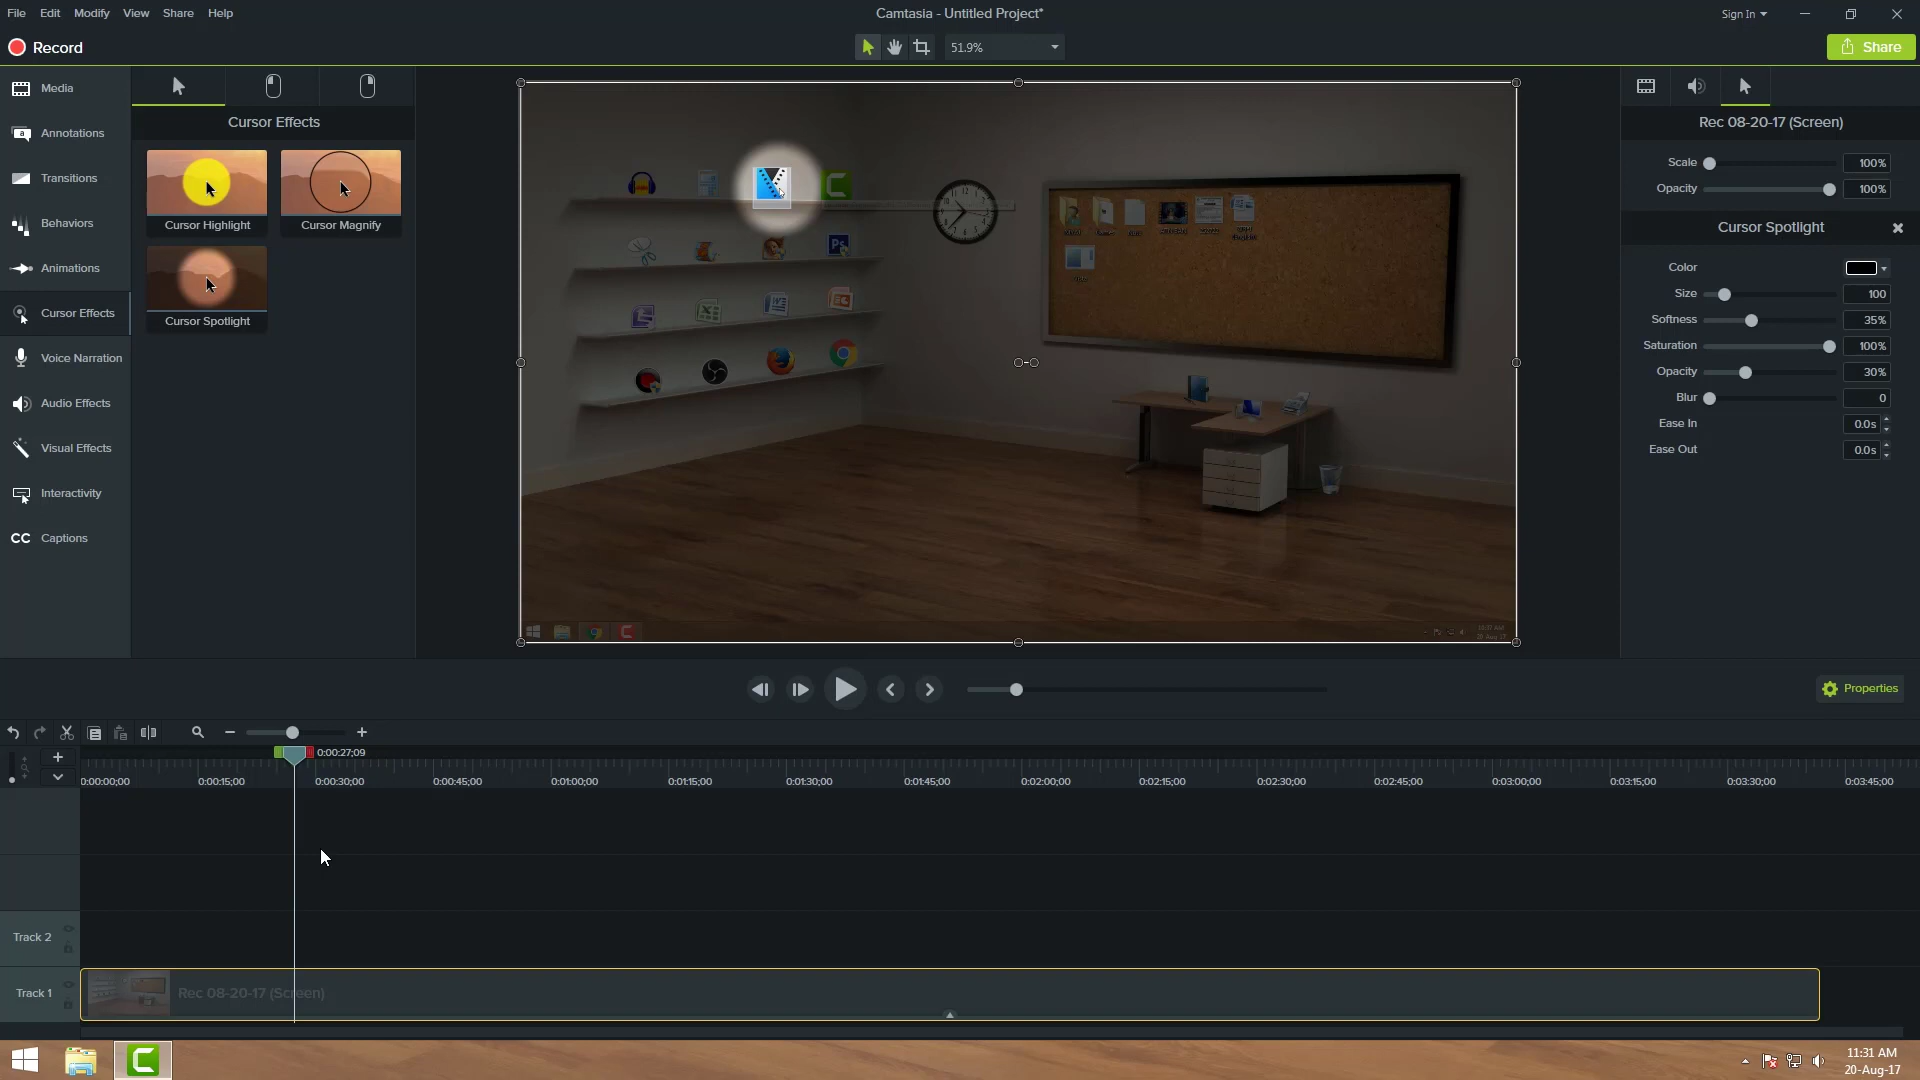 File Edit Modify View Share Help
Camtasia - Untitled Project*
Sign In
Record
51.9%
Share
Media
Annotations
Transitions
Behaviors
Animations
Cursor Effects
Voice Narration
Audio Effects
Visual Effects
Interactivity
CC Captions
Cursor Effects
Cursor Highlight
Cursor Magnify
Cursor Spotlight
Rec 08-20-17 (Screen)
Scale 100%
Opacity 100%
Cursor Spotlight
Color
Size 100
Softness 35%
Saturation 100%
Opacity 30%
Blur 0
Ease In 0.0s
Ease Out 0.0s
Properties
0:00:27;09
0:00:00;00 0:00:15;00 0:00:30;00 0:00:45;00 0:01:00;00 0:01:15;00 0:01:30;00 0:01:45;00 0:02:00;00 0:02:15;00 0:02:30;00 0:02:45;00 0:03:00;00 0:03:15;00 0:03:30;00 0:03:45;00
Track 2
Track 1
Rec 08-20-17 (Screen)
11:31 AM
20-Aug-17